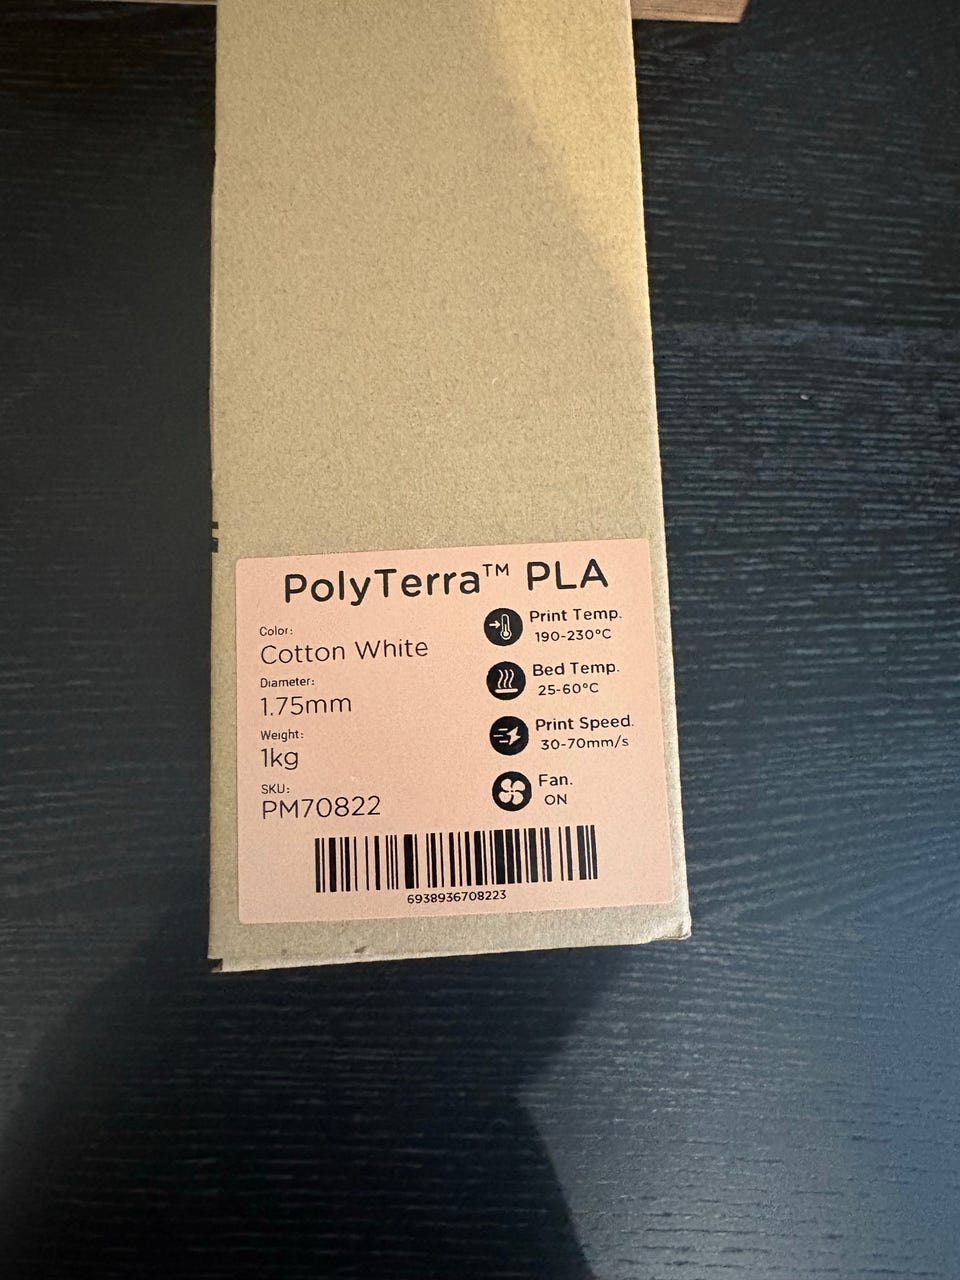 PolyTerra™ PLA
Color:
Cotton White
Diameter:
1.75mm
Weight:
1kg
SKU:
PM70822
Print Temp.
190-230°C
Bed Temp.
25-60°C
Print Speed.
30-70mm/s
Fan.
ON
6938936708223